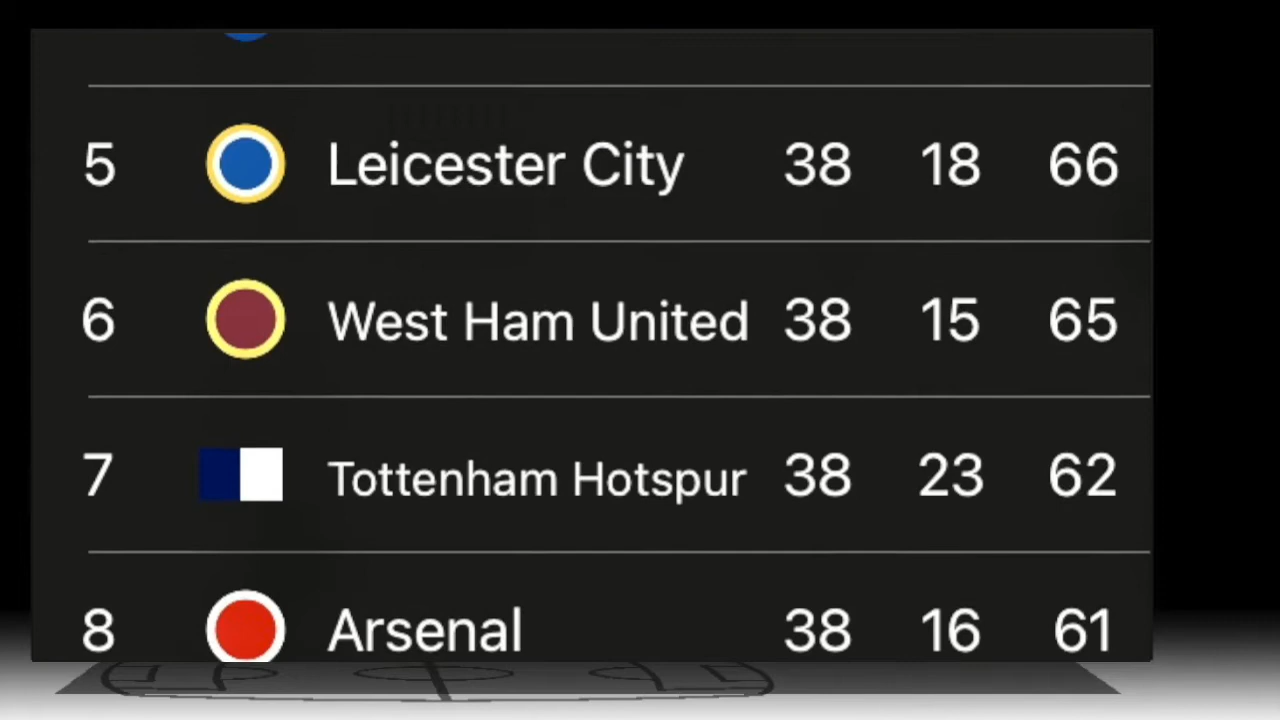 5 Leicester City 38 18 66
6 West Ham United 38 15 65
7 Tottenham Hotspur 38 23 62
8 Arsenal 38 16 61